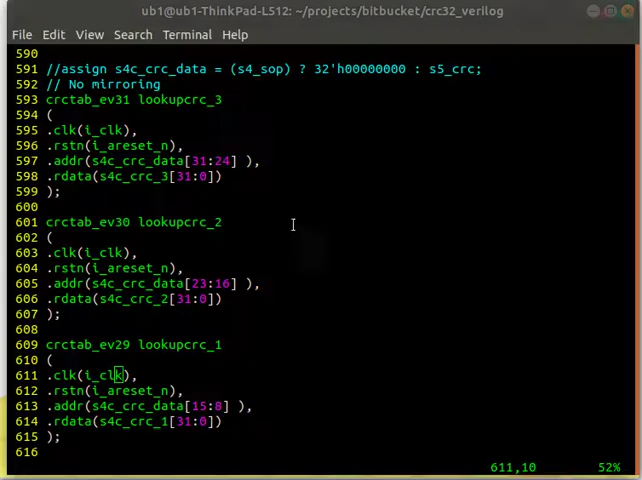 ub1@ub1-ThinkPad-L512: ~/projects/bitbucket/crc32_verilog
File Edit View Search Terminal Help
590
591 //assign s4c_crc_data = (s4_sop) ? 32'h00000000 : s5_crc;
592 // No mirroring
593 crctab_ev31 lookupcrc_3
594 (
595 .clk(i_clk),
596 .rstn(i_areset_n),
597 .addr(s4c_crc_data[31:24] ),
598 .rdata(s4c_crc_3[31:0])
599 );
600
601 crctab_ev30 lookupcrc_2
602 (
603 .clk(i_clk),
604 .rstn(i_areset_n),
605 .addr(s4c_crc_data[23:16] ),
606 .rdata(s4c_crc_2[31:0])
607 );
608
609 crctab_ev29 lookupcrc_1
610 (
611 .clk(i_clk),
612 .rstn(i_areset_n),
613 .addr(s4c_crc_data[15:8] ),
614 .rdata(s4c_crc_1[31:0])
615 );
616
611,10 52%